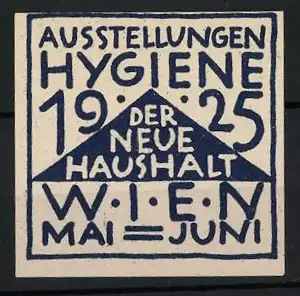 AUSSTELLUNGEN
HYGIENE
19·25
DER
NEUE
HAUSHALT
W·I·E·N
MAI=JUNI